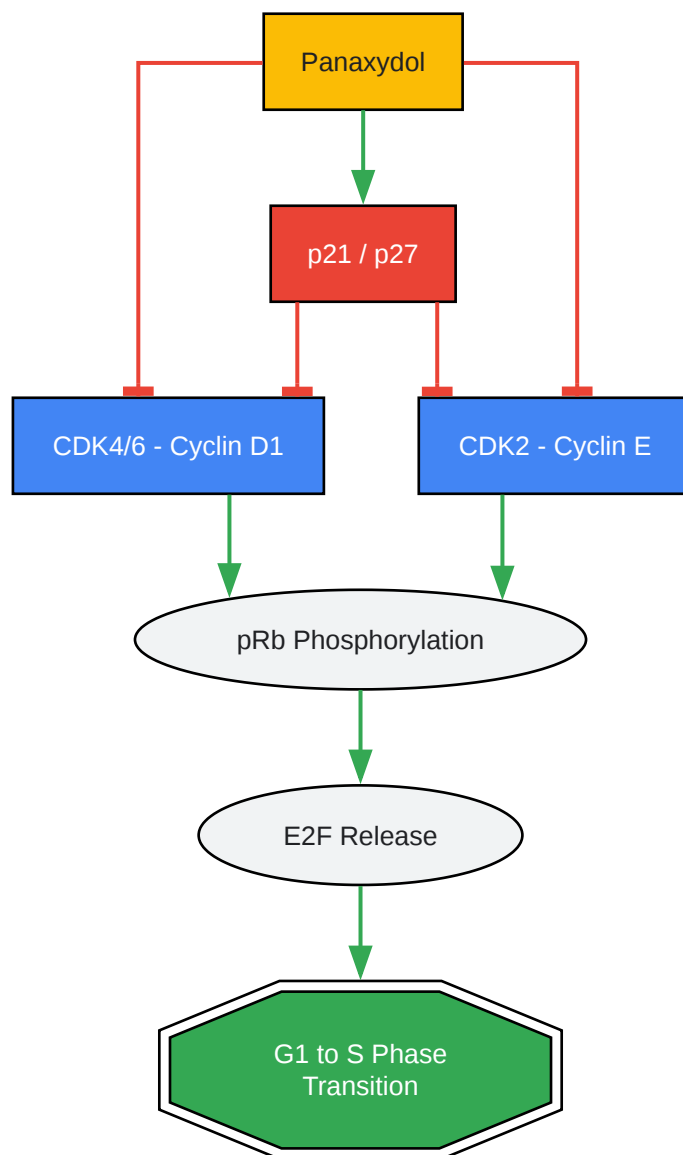 Panaxydol
p21 / p27
CDK4/6 - Cyclin D1
CDK2 - Cyclin E
pRb Phosphorylation
E2F Release
G1 to S Phase
Transition